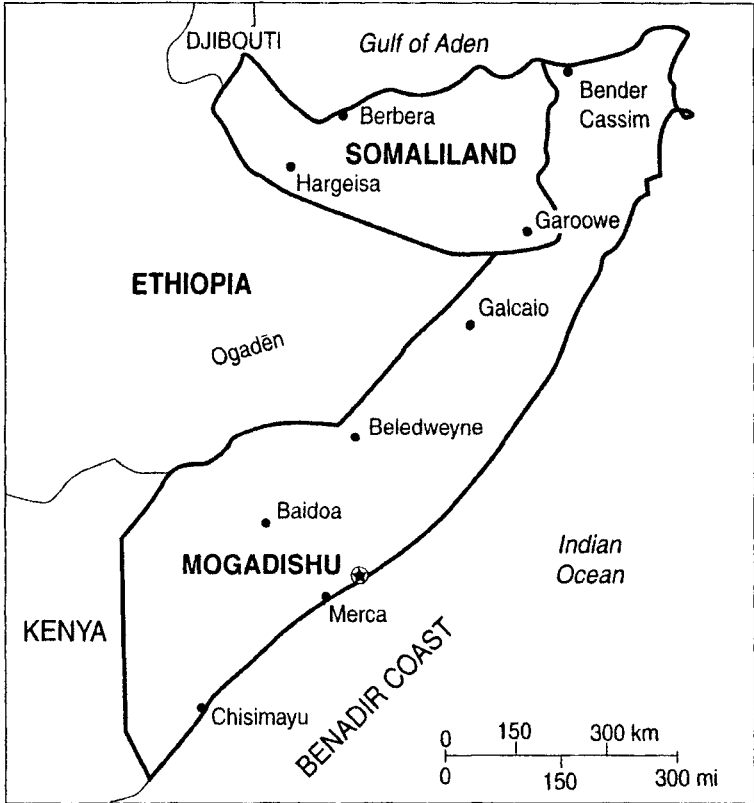 DJIBOUTI
Gulf of Aden
Bender
Cassim
Berbera
SOMALILAND
Hargeisa
Garoowe
ETHIOPIA
Galcaio
Ogadēn
Beledweyne
Baidoa
Indian
Ocean
MOGADISHU
Merca
KENYA
BENADIR COAST
Chisimayu
0 150 300 km
0 150 300 mi